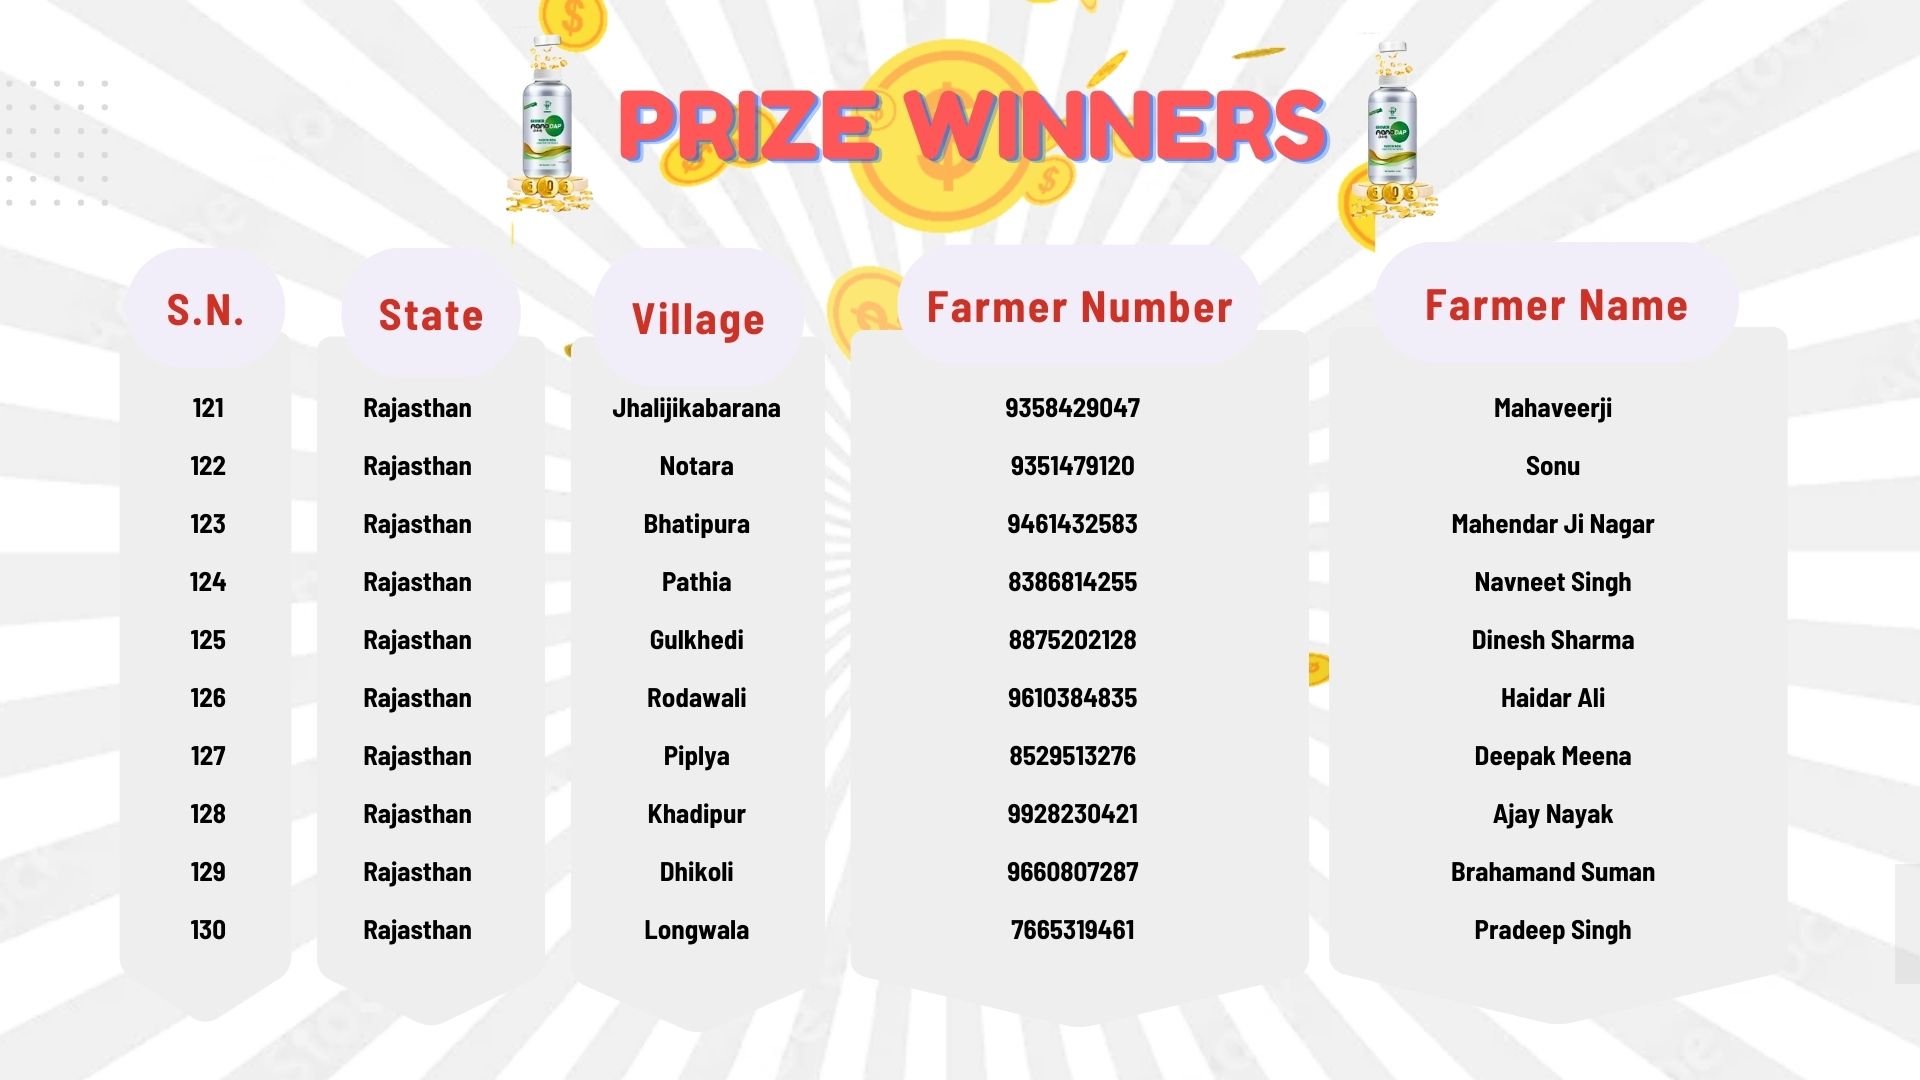 PRIZE WINNERS
S.N. State Village Farmer Number Farmer Name
121 Rajasthan Jhalijikabarana 9358429047 Mahaveerji
122 Rajasthan Notara 9351479120 Sonu
123 Rajasthan Bhatipura 9461432583 Mahendar Ji Nagar
124 Rajasthan Pathia 8386814255 Navneet Singh
125 Rajasthan Gulkhedi 8875202128 Dinesh Sharma
126 Rajasthan Rodawali 9610384835 Haidar Ali
127 Rajasthan Piplya 8529513276 Deepak Meena
128 Rajasthan Khadipur 9928230421 Ajay Nayak
129 Rajasthan Dhikoli 9660807287 Brahamand Suman
130 Rajasthan Longwala 7665319461 Pradeep Singh